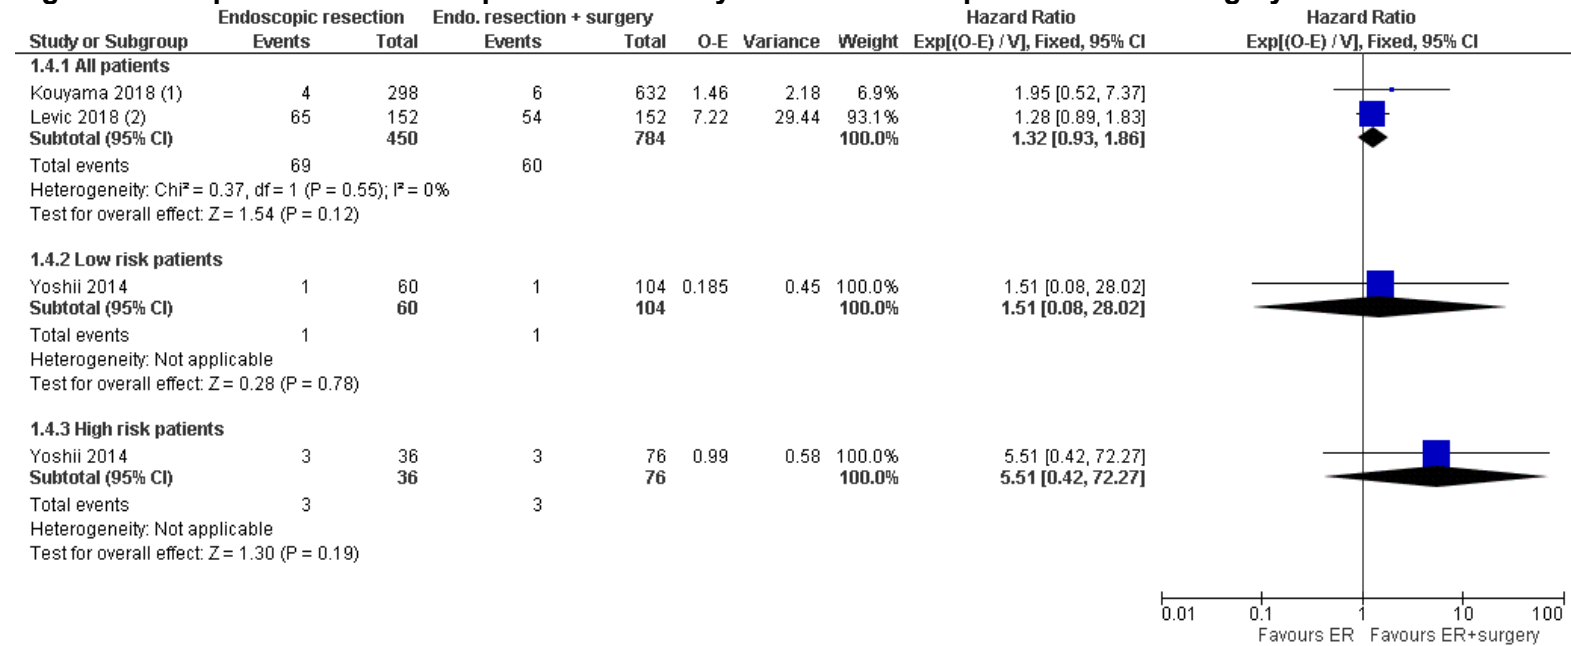 Endoscopic resection Endo. resection + surgery Hazard Ratio Hazard Ratio
Study or Subgroup Events Total Events Total O-E Variance Weight Exp[(O-E) / V], Fixed, 95% CI Exp[(O-E) / V], Fixed, 95% CI
1.4.1 All patients
Kouyama 2018 (1) 4 298 6 632 1.46 2.18 6.9% 1.95 [0.52, 7.37]
Levic 2018 (2) 65 152 54 152 7.22 29.44 93.1% 1.28 [0.89, 1.83]
Subtotal (95% CI) 450 784 100.0% 1.32 [0.93, 1.86]
Total events 69 60
Heterogeneity: Chi² = 0.37, df = 1 (P = 0.55); I² = 0%
Test for overall effect: Z = 1.54 (P = 0.12)
1.4.2 Low risk patients
Yoshii 2014 1 60 1 104 0.185 0.45 100.0% 1.51 [0.08, 28.02]
Subtotal (95% CI) 60 104 100.0% 1.51 [0.08, 28.02]
Total events 1 1
Heterogeneity: Not applicable
Test for overall effect: Z = 0.28 (P = 0.78)
1.4.3 High risk patients
Yoshii 2014 3 36 3 76 0.99 0.58 100.0% 5.51 [0.42, 72.27]
Subtotal (95% CI) 36 76 100.0% 5.51 [0.42, 72.27]
Total events 3 3
Heterogeneity: Not applicable
Test for overall effect: Z = 1.30 (P = 0.19)
0.01 0.1 1 10 100
Favours ER Favours ER+surgery